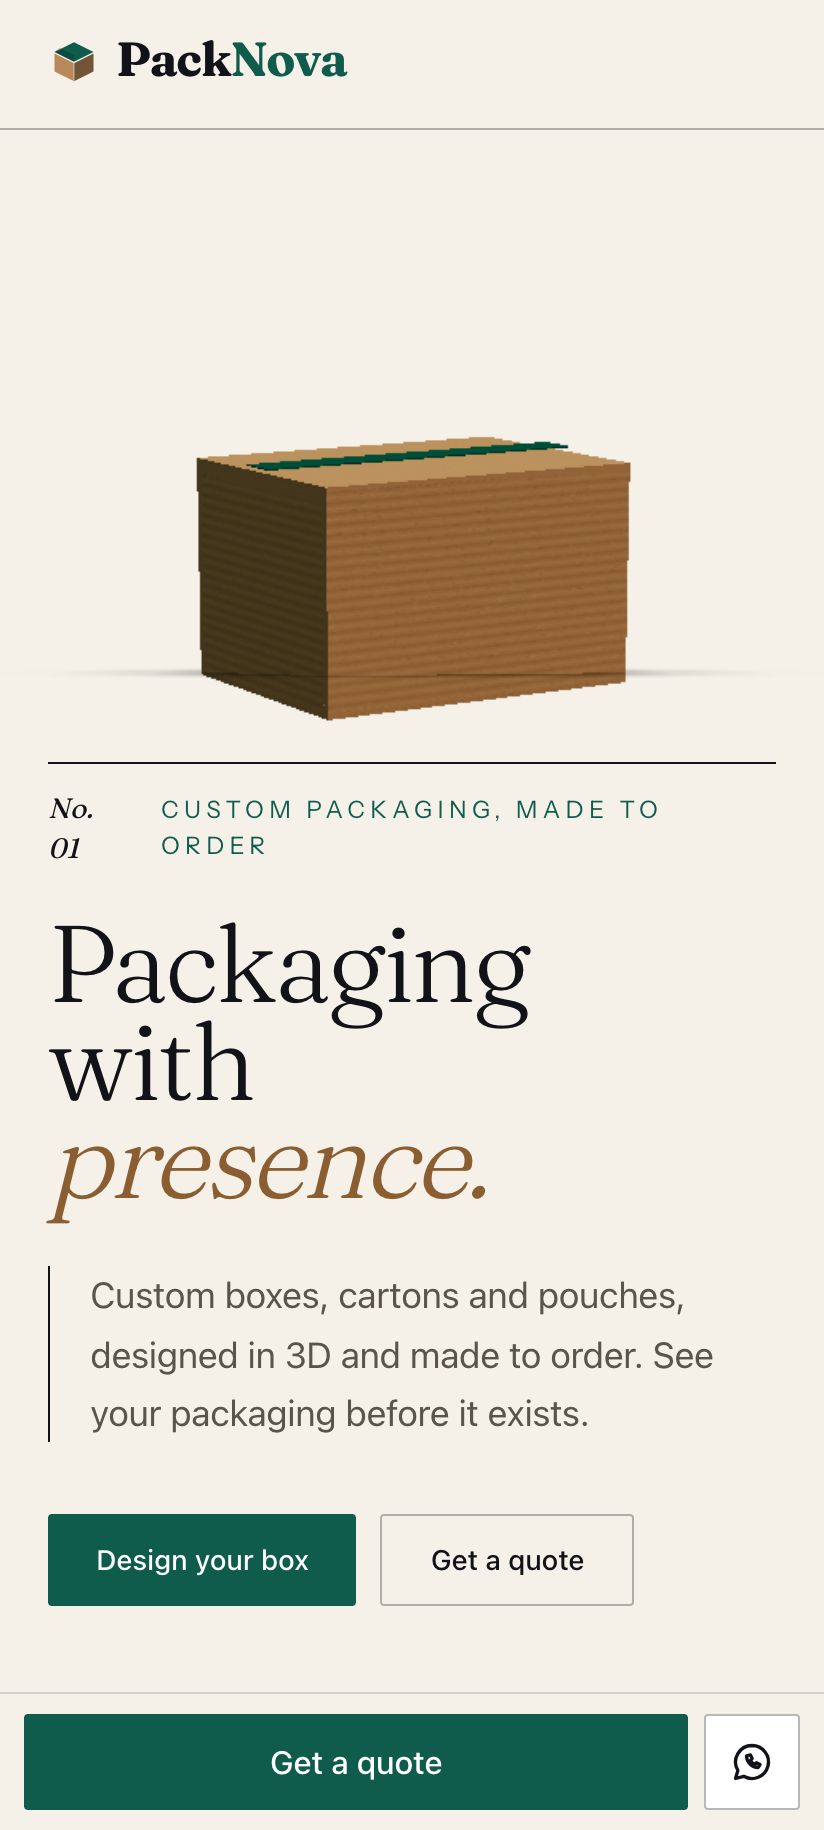 PackNova
No.
01
CUSTOM PACKAGING, MADE TO
ORDER
Packaging
with
presence.
Custom boxes, cartons and pouches,
designed in 3D and made to order. See
your packaging before it exists.
Design your box
Get a quote
Get a quote